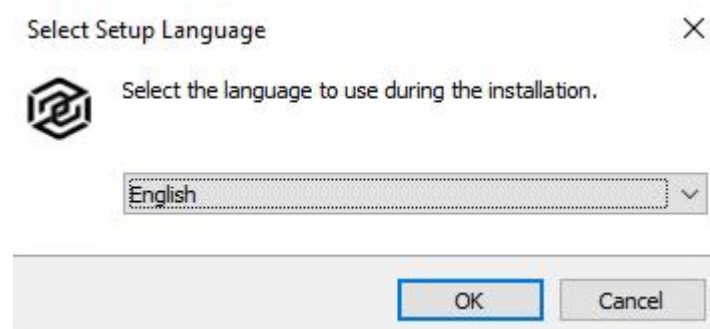 Select Setup Language
Select the language to use during the installation.
English
OK
Cancel